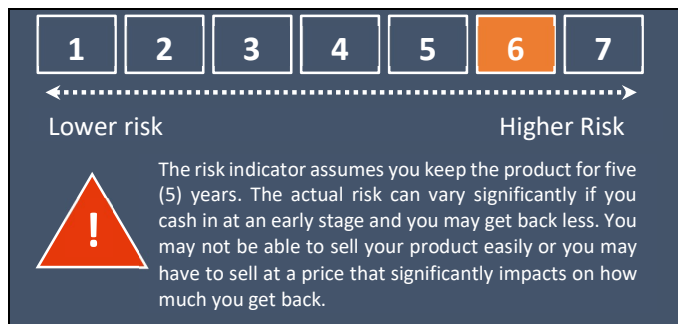 1 2 3 4 5 6 7
Lower risk Higher Risk
!
The risk indicator assumes you keep the product for five
(5) years. The actual risk can vary significantly if you
cash in at an early stage and you may get back less. You
may not be able to sell your product easily or you may
have to sell at a price that significantly impacts on how
much you get back.